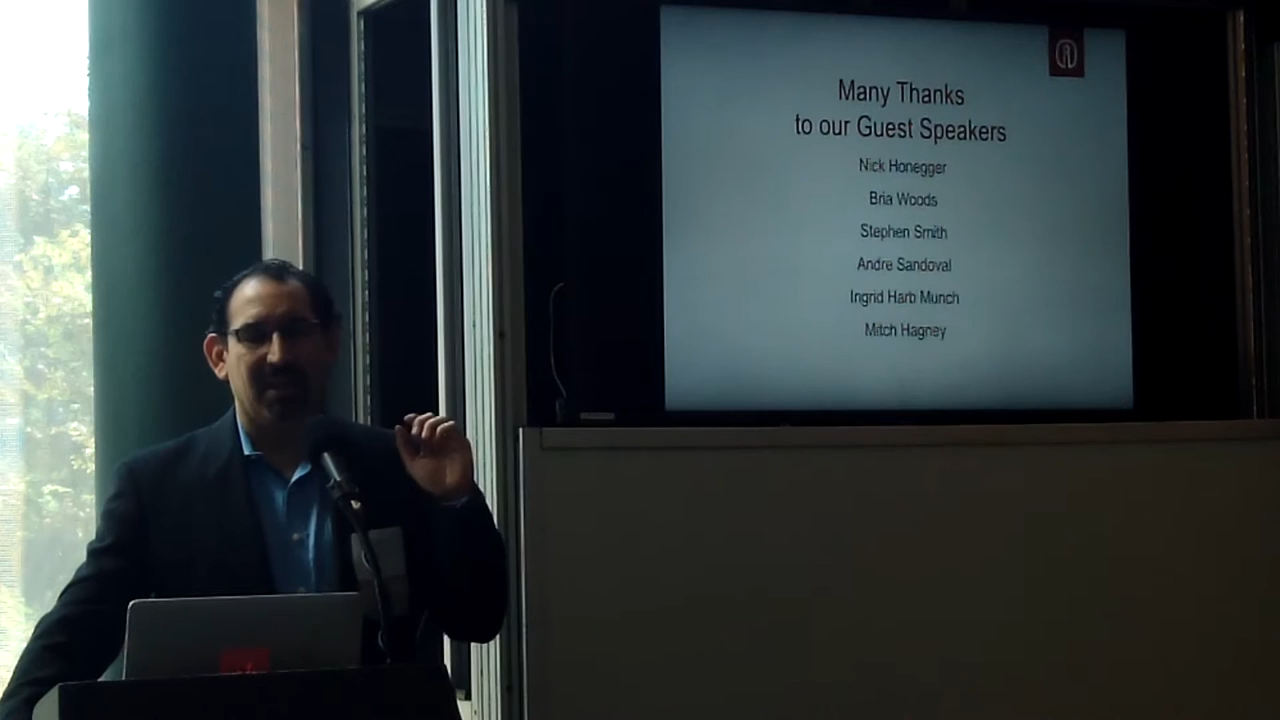 Many Thanks
to our Guest Speakers
Nick Honegger
Bria Woods
Stephen Smith
Andre Sandoval
Ingrid Harb Munch
Mitch Hagney